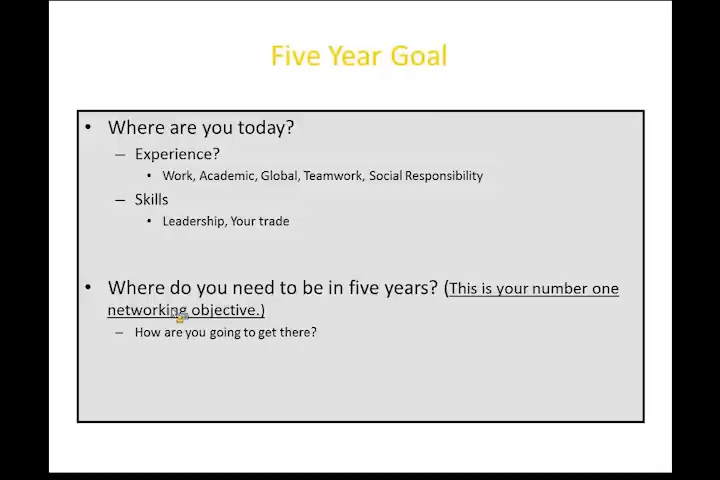 Five Year Goal
• Where are you today?
– Experience?
• Work, Academic, Global, Teamwork, Social Responsibility
– Skills
• Leadership, Your trade
• Where do you need to be in five years? (This is your number one
networking objective.)
– How are you going to get there?